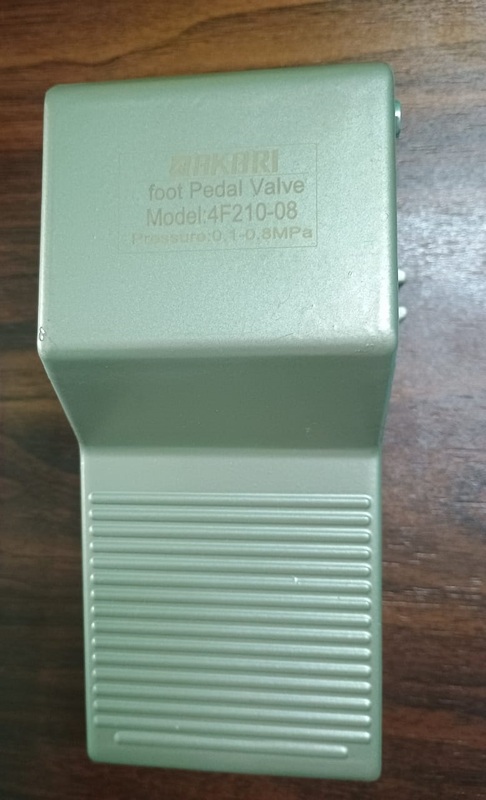 AKARI
foot Pedal Valve
Model:4F210-08
Pressure:0.1-0.8MPa